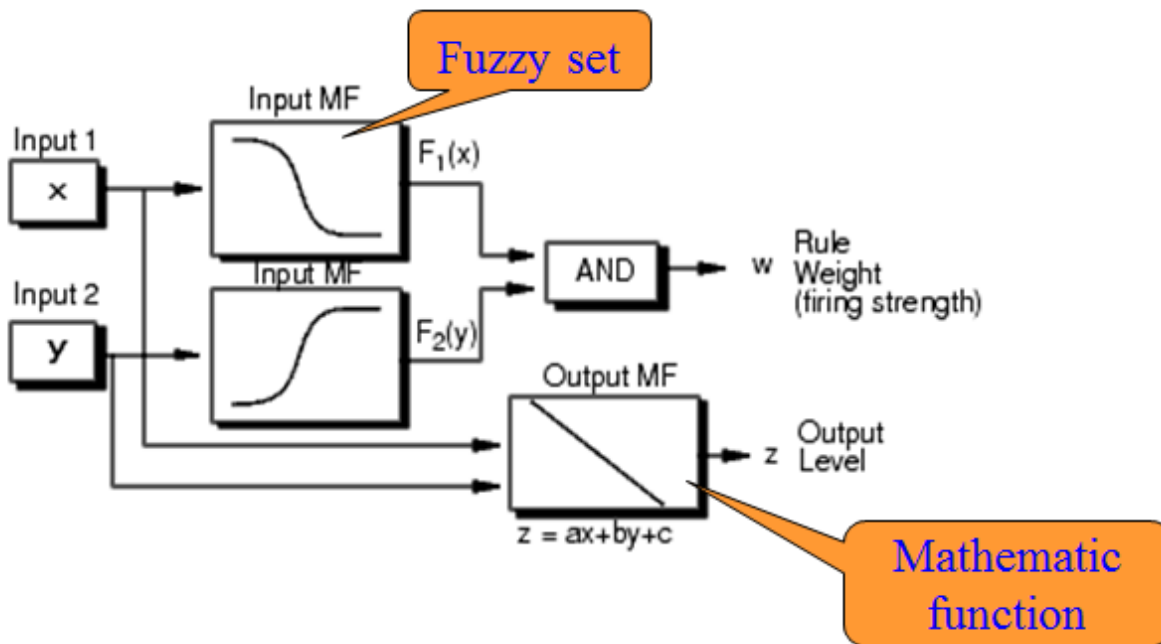 Fuzzy set
Input MF
Input 1
x
F1(x)
AND
w
Rule
Weight
(firing strength)
Input MF
Input 2
y
F2(y)
Output MF
z
Output
Level
z = ax+by+c
Mathematic
function